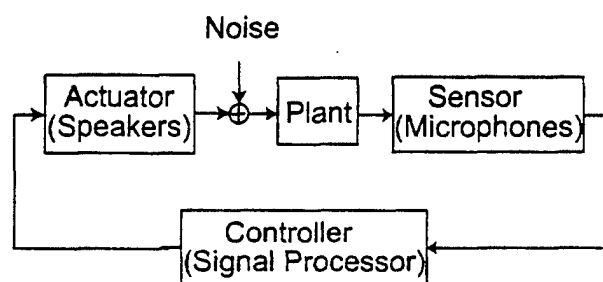 Noise
Actuator
(Speakers)
Plant
Sensor
(Microphones)
Controller
(Signal Processor)